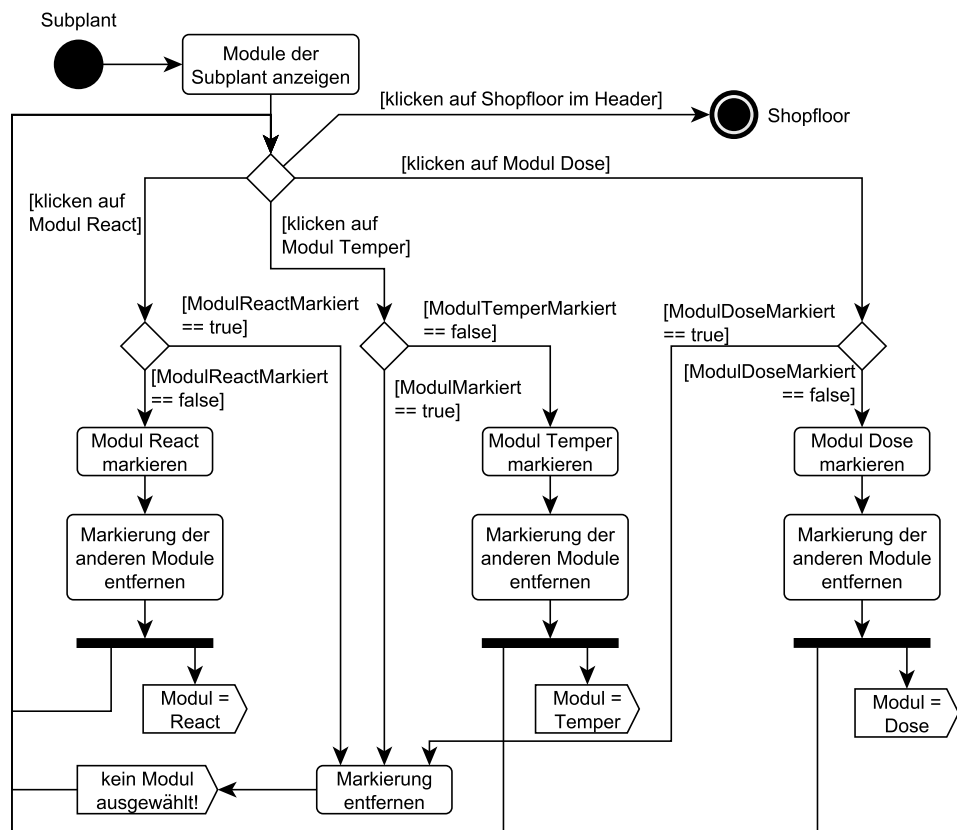 Subplant
Module der
Subplant anzeigen
[klicken auf Shopfloor im Header]
Shopfloor
[klicken auf Modul Dose]
[klicken auf
Modul React]
[klicken auf
Modul Temper]
[ModulReactMarkiert
== true]
[ModulTemperMarkiert
== false]
[ModulDoseMarkiert
== true]
[ModulReactMarkiert
== false]
[ModulMarkiert
== true]
[ModulDoseMarkiert
== false]
Modul React
markieren
Modul Temper
markieren
Modul Dose
markieren
Markierung der
anderen Module
entfernen
Markierung der
anderen Module
entfernen
Markierung der
anderen Module
entfernen
Modul =
React
Modul =
Temper
Modul =
Dose
kein Modul
ausgewählt!
Markierung
entfernen